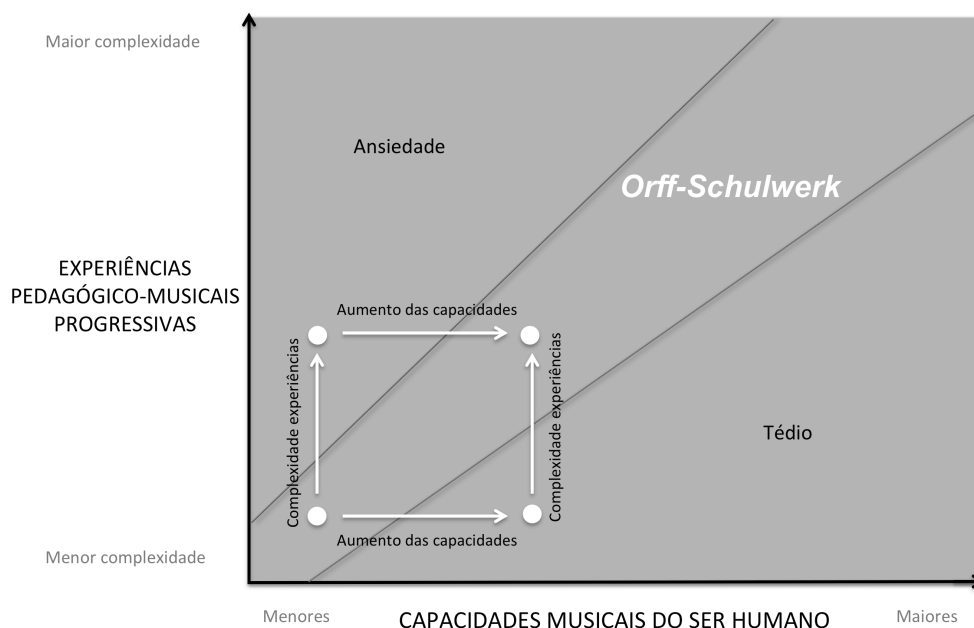 Maior complexidade
Ansiedade
Orff-Schulwerk
EXPERIÊNCIAS
PEDAGÓGICO-MUSICAIS
PROGRESSIVAS
Aumento das capacidades
Complexidade experiências
Complexidade experiências
Tédio
Aumento das capacidades
Menor complexidade
Menores
CAPACIDADES MUSICAIS DO SER HUMANO
Maiores